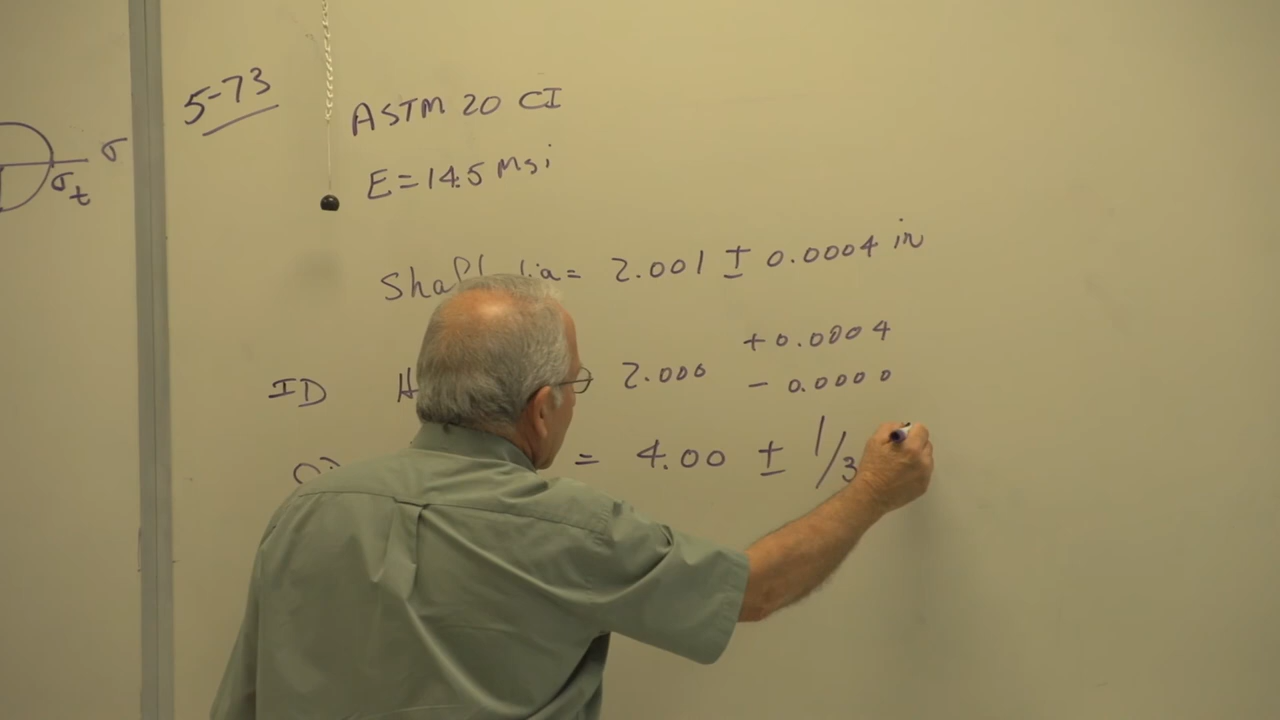 5-73
ASTM 20 CI
E = 14.5 Msi
= 2.001 ± 0.0004 in
ID 2.000 +0.0004
- 0.0000
= 4.00 ± 1/3
σ
σt